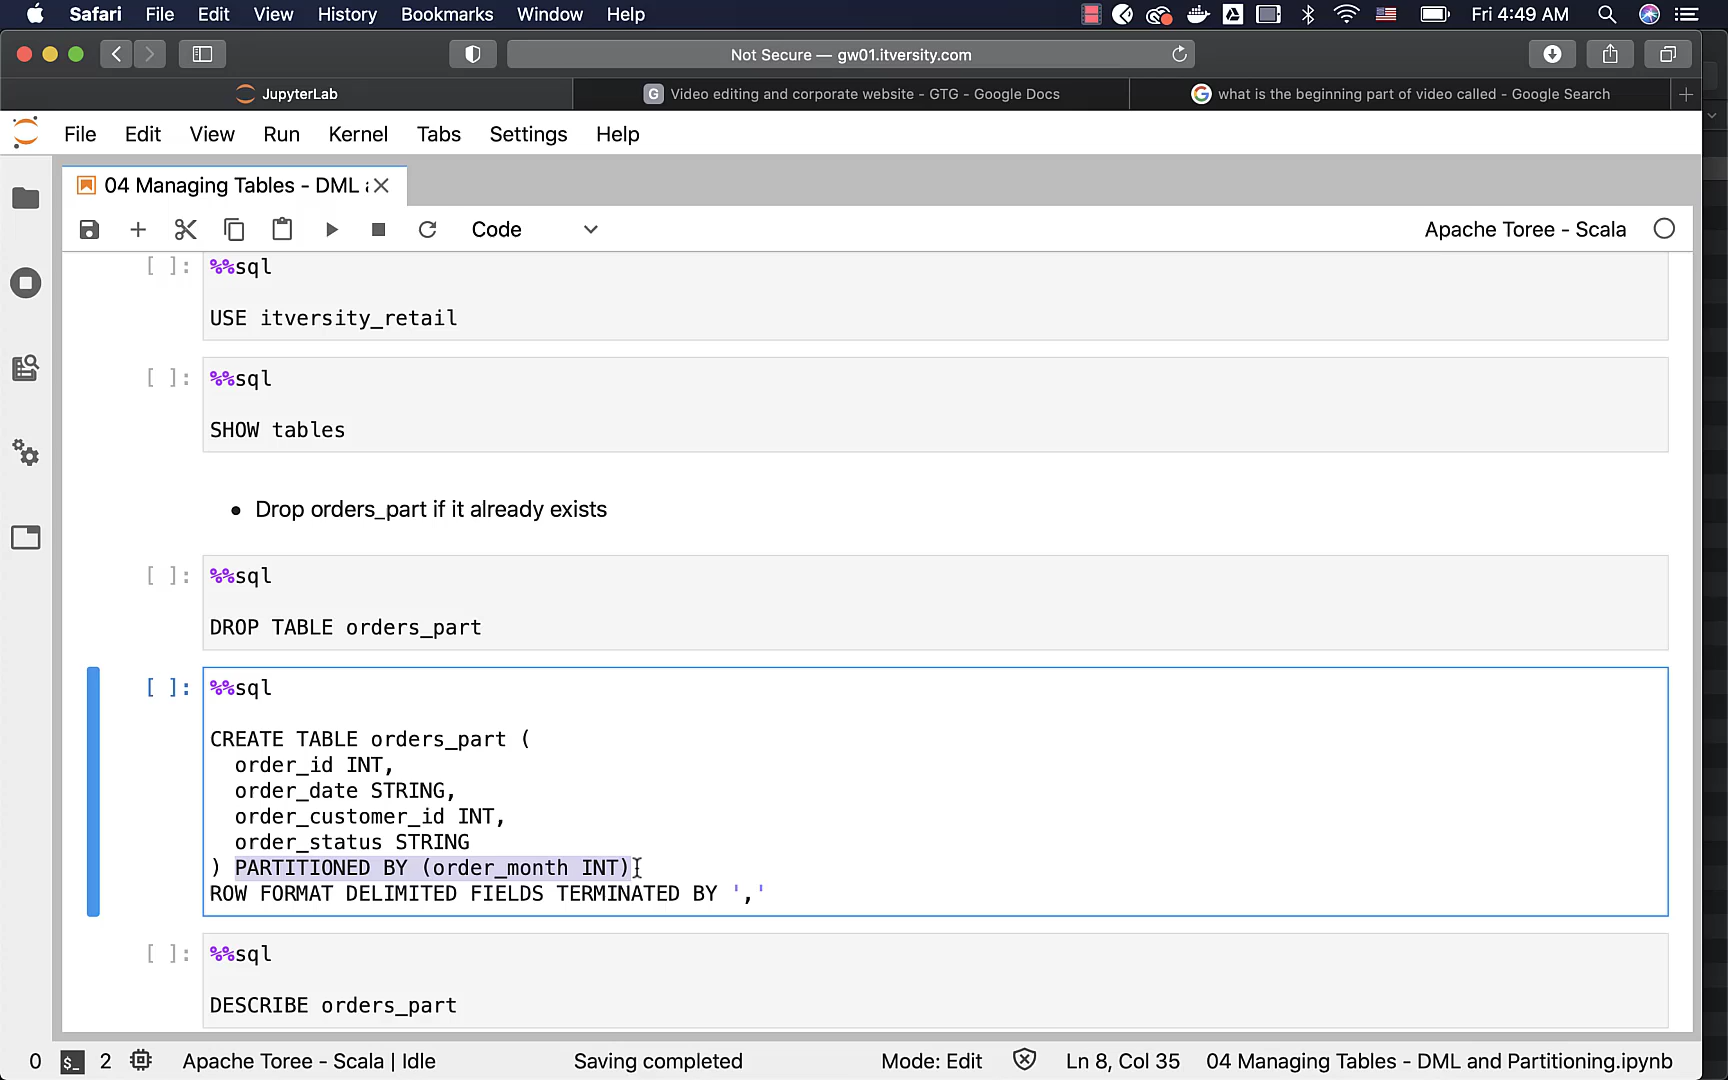 Safari File Edit View History Bookmarks Window Help Fri 4:49 AM
Not Secure — gw01.itversity.com
JupyterLab
G Video editing and corporate website - GTG - Google Docs
G what is the beginning part of video called - Google Search
File Edit View Run Kernel Tabs Settings Help
04 Managing Tables - DML
Code
Apache Toree - Scala
[ ]: %%sql
USE itversity_retail
[ ]: %%sql
SHOW tables
• Drop orders_part if it already exists
[ ]: %%sql
DROP TABLE orders_part
[ ]: %%sql
CREATE TABLE orders_part (
order_id INT,
order_date STRING,
order_customer_id INT,
order_status STRING
) PARTITIONED BY (order_month INT)
ROW FORMAT DELIMITED FIELDS TERMINATED BY ','
[ ]: %%sql
DESCRIBE orders_part
0 $_ 2 Apache Toree - Scala | Idle Saving completed Mode: Edit Ln 8, Col 35 04 Managing Tables - DML and Partitioning.ipynb